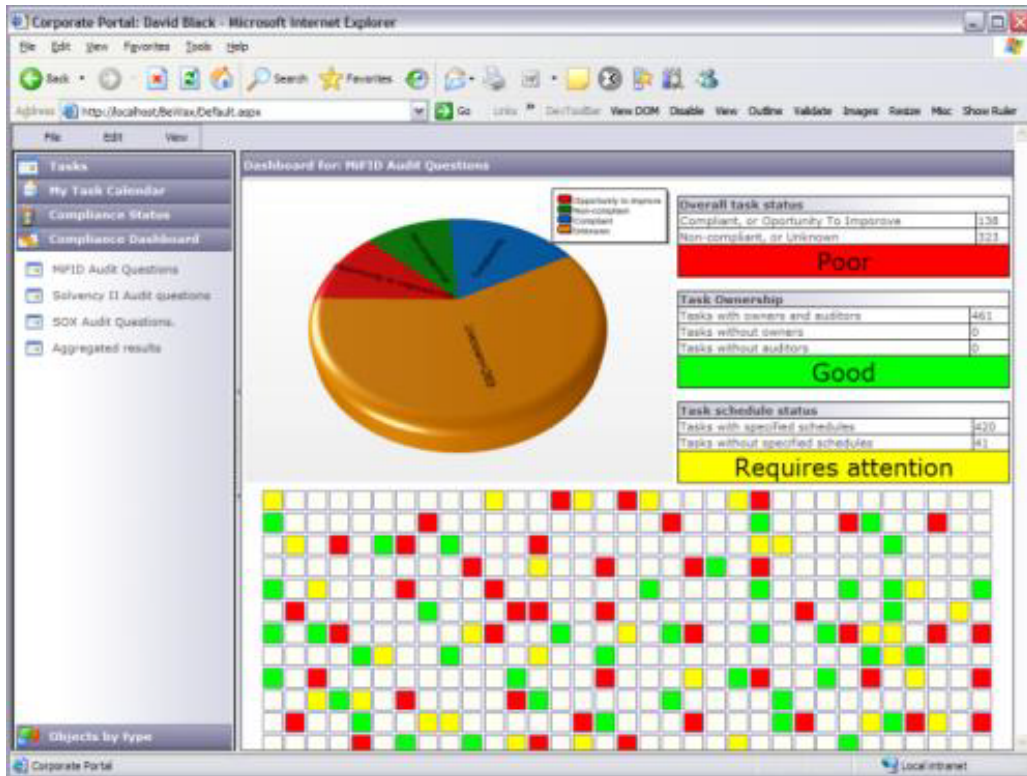 Corporate Portal: David Black - Microsoft Internet Explorer
File Edit View Favorites Tools Help
Back Search Favorites
Address http://localhost/BeWax/Default.aspx Go Links DevToolBar View DOM Disable View Outline Validate Images Resize Misc Show Ruler
File Edit View
Tasks
My Task Calendar
Compliance Status
Compliance Dashboard
MiFID Audit Questions
Solvency II Audit questions
SOX Audit Questions.
Aggregated results
Objects by type
Dashboard for: MiFID Audit Questions
Opportunity to improve
Non-compliant
Compliant
Unknown
Overall task status
Compliant, or Oportunity To Imporove 138
Non-compliant, or Unknown 323
Poor
Task Ownership
Tasks with owners and auditors 461
Tasks without owners 0
Tasks without auditors 0
Good
Task schedule status
Tasks with specified schedules 420
Tasks without specified schedules 41
Requires attention
Corporate Portal Local intranet